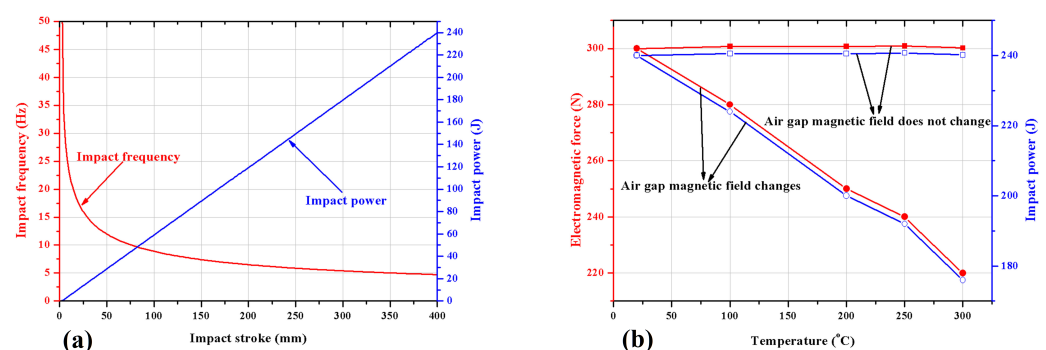 50
45
40
35
30
25
20
15
10
5
0
Impact frequency (Hz)
Impact frequency
Impact power
240
220
200
180
160
140
120
100
80
60
40
20
0
Impact power (J)
0 25 50 75 100 150 200 250 300 350 400
Impact stroke (mm)
(a)
300
280
260
250
240
220
Electromagnetic force (N)
Air gap magnetic field does not change
Air gap magnetic field changes
240
220
200
180
170
Impact power (J)
0 50 100 150 200 250 300
Temperature (°C)
(b)